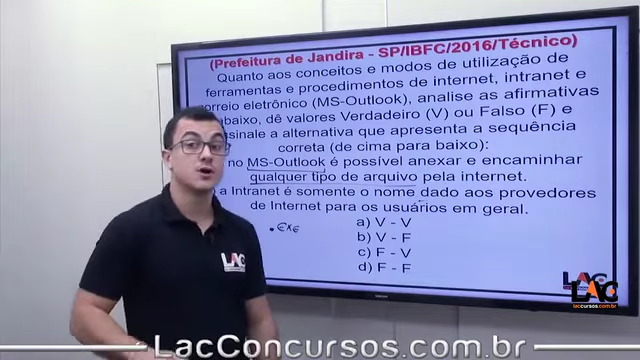 (Prefeitura de Jandira - SP/IBFC/2016/Técnico)
Quanto aos conceitos e modos de utilização de
ferramentas e procedimentos de internet, intranet e
correio eletrônico (MS-Outlook), analise as afirmativas
abaixo, dê valores Verdadeiro (V) ou Falso (F) e
assinale a alternativa que apresenta a sequência
correta (de cima para baixo):
no MS-Outlook é possível anexar e encaminhar
qualquer tipo de arquivo pela internet.
a Intranet é somente o nome dado aos provedores
de Internet para os usuários em geral.
.exe
a) V - V
b) V - F
c) F - V
d) F - F
LAC
LAC
LacConcursos.com.br